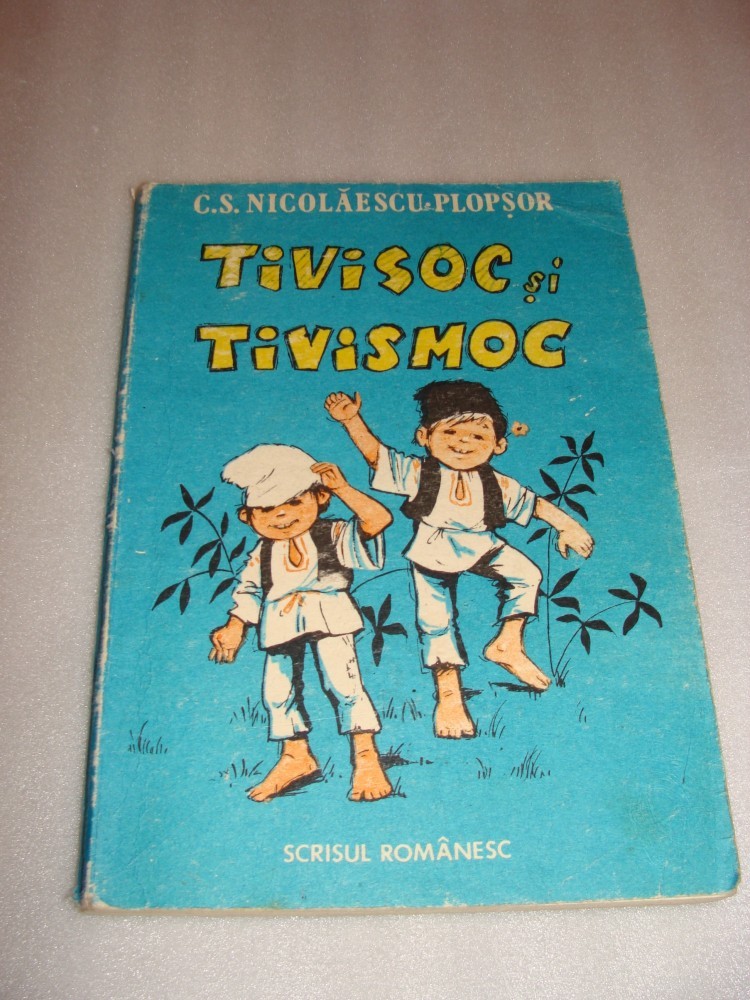 C.S. NICOLĂESCU-PLOPȘOR
TiViSOC și
TiViSMOC
SCRISUL ROMÂNESC